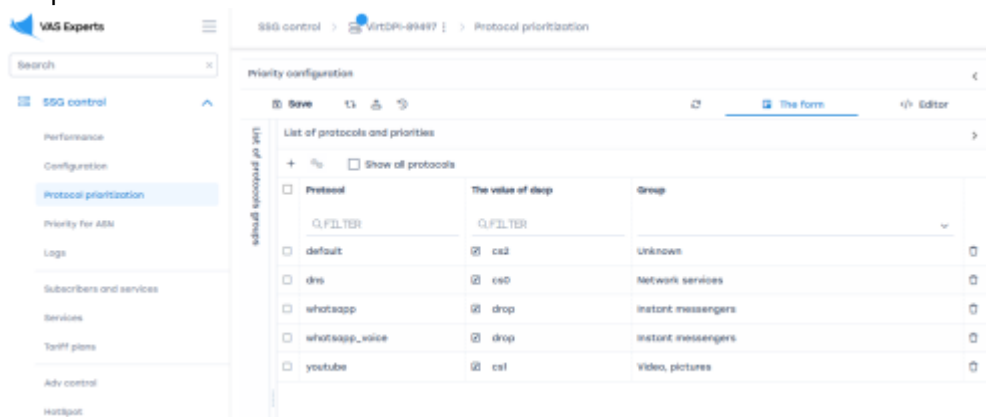 VAS Experts
SSG control > VirtDPI-89497 > Protocol prioritization
Search
Priority configuration
SSG control
Save
The form
</> Editor
Performance
Configuration
Protocol prioritization
Priority for ASN
Logs
Subscribers and services
Services
Tariff plans
Adv control
HotSpot
List of protocols groups
List of protocols and priorities
Show all protocols
Protocol The value of dscp Group
FILTER FILTER
default cs2 Unknown
dns cs0 Network services
whatsapp drop Instant messengers
whatsapp_voice drop Instant messengers
youtube cs1 Video, pictures